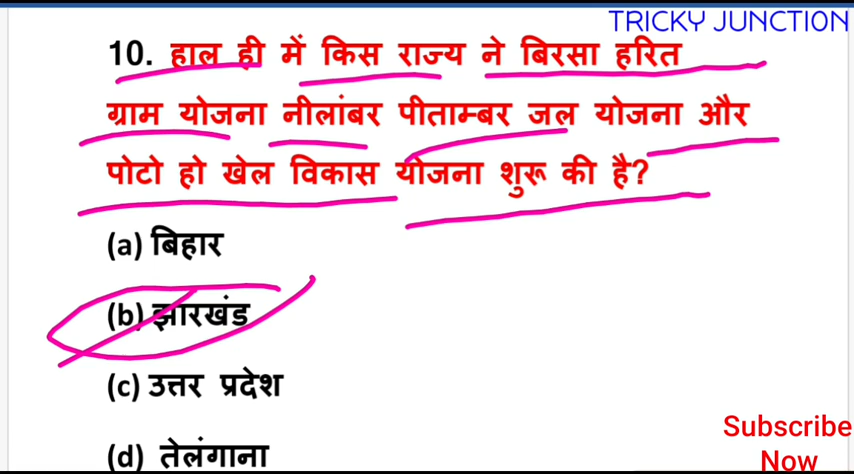 TRICKY JUNCTION
10. हाल ही में किस राज्य ने बिरसा हरित
ग्राम योजना नीलांबर पीताम्बर जल योजना और
पोटो हो खेल विकास योजना शुरू की है?
(a) बिहार
(b) झारखंड
(c) उत्तर प्रदेश
(d) तेलंगाना
Subscribe
Now